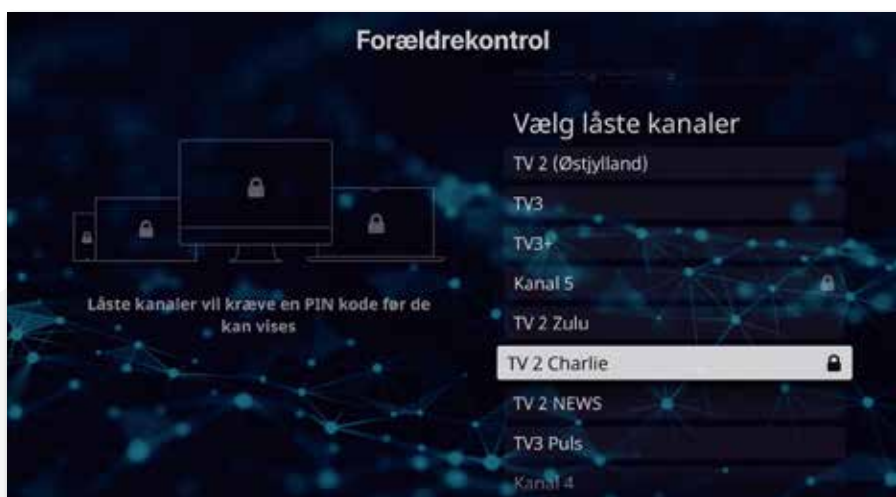 Forældrekontrol
Låste kanaler vil kræve en PIN kode før de
kan vises
Vælg låste kanaler
TV 2 (Østjylland)
TV3
TV3+
Kanal 5
TV 2 Zulu
TV 2 Charlie
TV 2 NEWS
TV3 Puls
Kanal 4